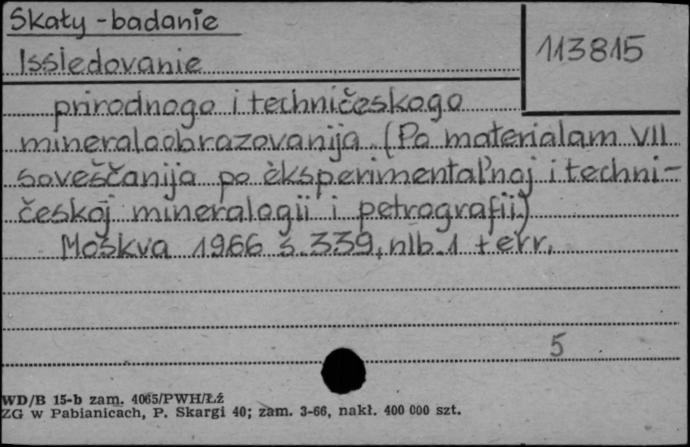 Skały - badanie
113815
Issledovanie
prirodnogo i techničeskogo
mineraloobrazovanija (Po materialam VII
soveščanija po èksperimental'noj i techni-
českoj mineralogii i petrografii)
Moskva 1966 s. 339, nlb. 1 + err.
5
WD/B 15-b zam. 4065/PWH/Łź
ZG w Pabianicach, P. Skargi 40; zam. 3-66, nakł. 400 000 szt.